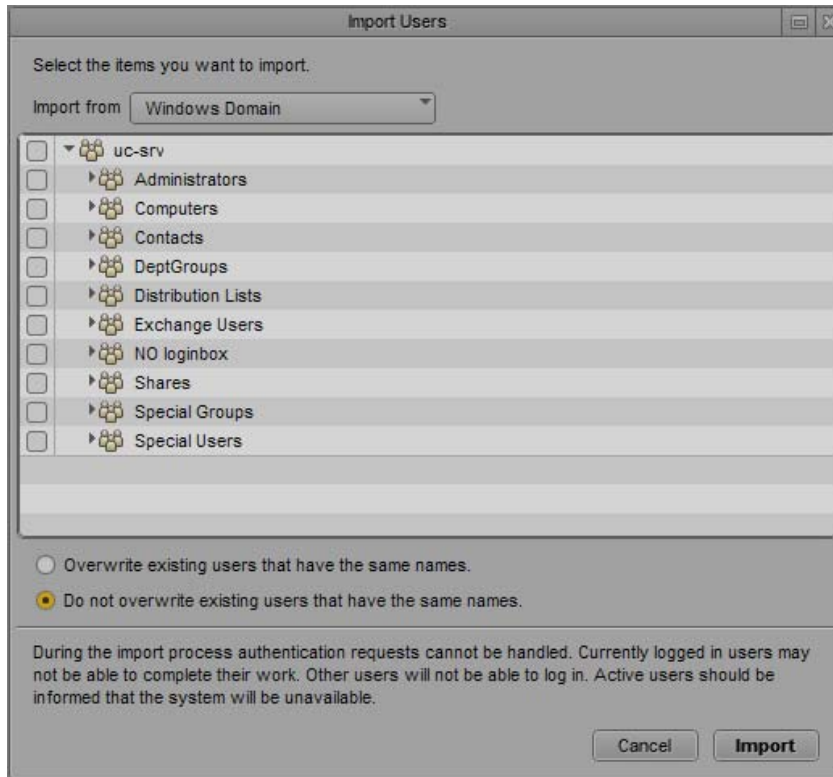 Import Users
Select the items you want to import.
Import from Windows Domain
uc-srv
Administrators
Computers
Contacts
DeptGroups
Distribution Lists
Exchange Users
NO loginbox
Shares
Special Groups
Special Users
Overwrite existing users that have the same names.
Do not overwrite existing users that have the same names.
During the import process authentication requests cannot be handled. Currently logged in users may
not be able to complete their work. Other users will not be able to log in. Active users should be
informed that the system will be unavailable.
Cancel Import